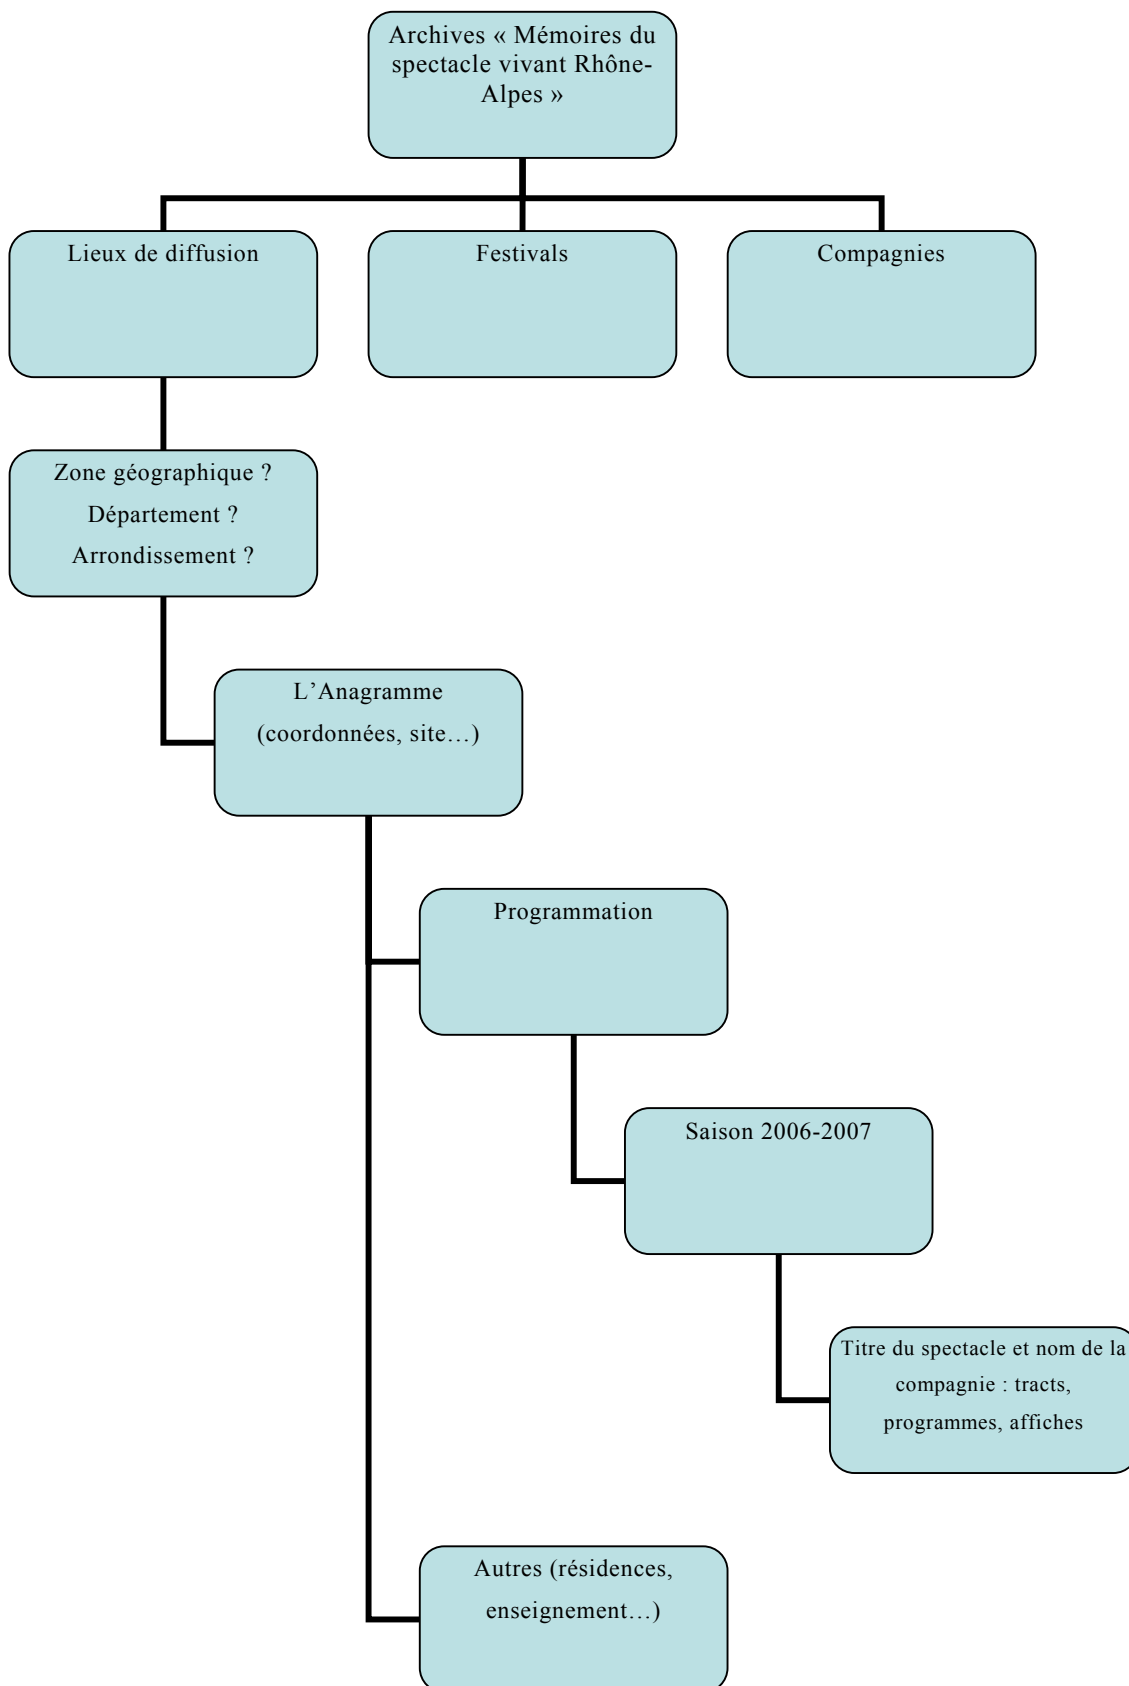 Archives « Mémoires du
spectacle vivant Rhône-
Alpes »
Lieux de diffusion
Festivals
Compagnies
Zone géographique ?
Département ?
Arrondissement ?
L’Anagramme
(coordonnées, site…)
Programmation
Saison 2006-2007
Titre du spectacle et nom de la
compagnie : tracts,
programmes, affiches
Autres (résidences,
enseignement…)